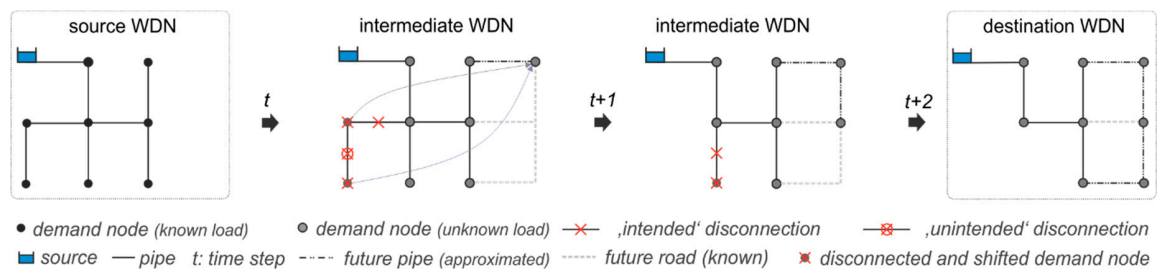 source WDN
intermediate WDN
intermediate WDN
destination WDN
t
t+1
t+2
demand node (known load)
demand node (unknown load)
‚intended‘ disconnection
‚unintended‘ disconnection
source
pipe
t: time step
future pipe (approximated)
future road (known)
disconnected and shifted demand node